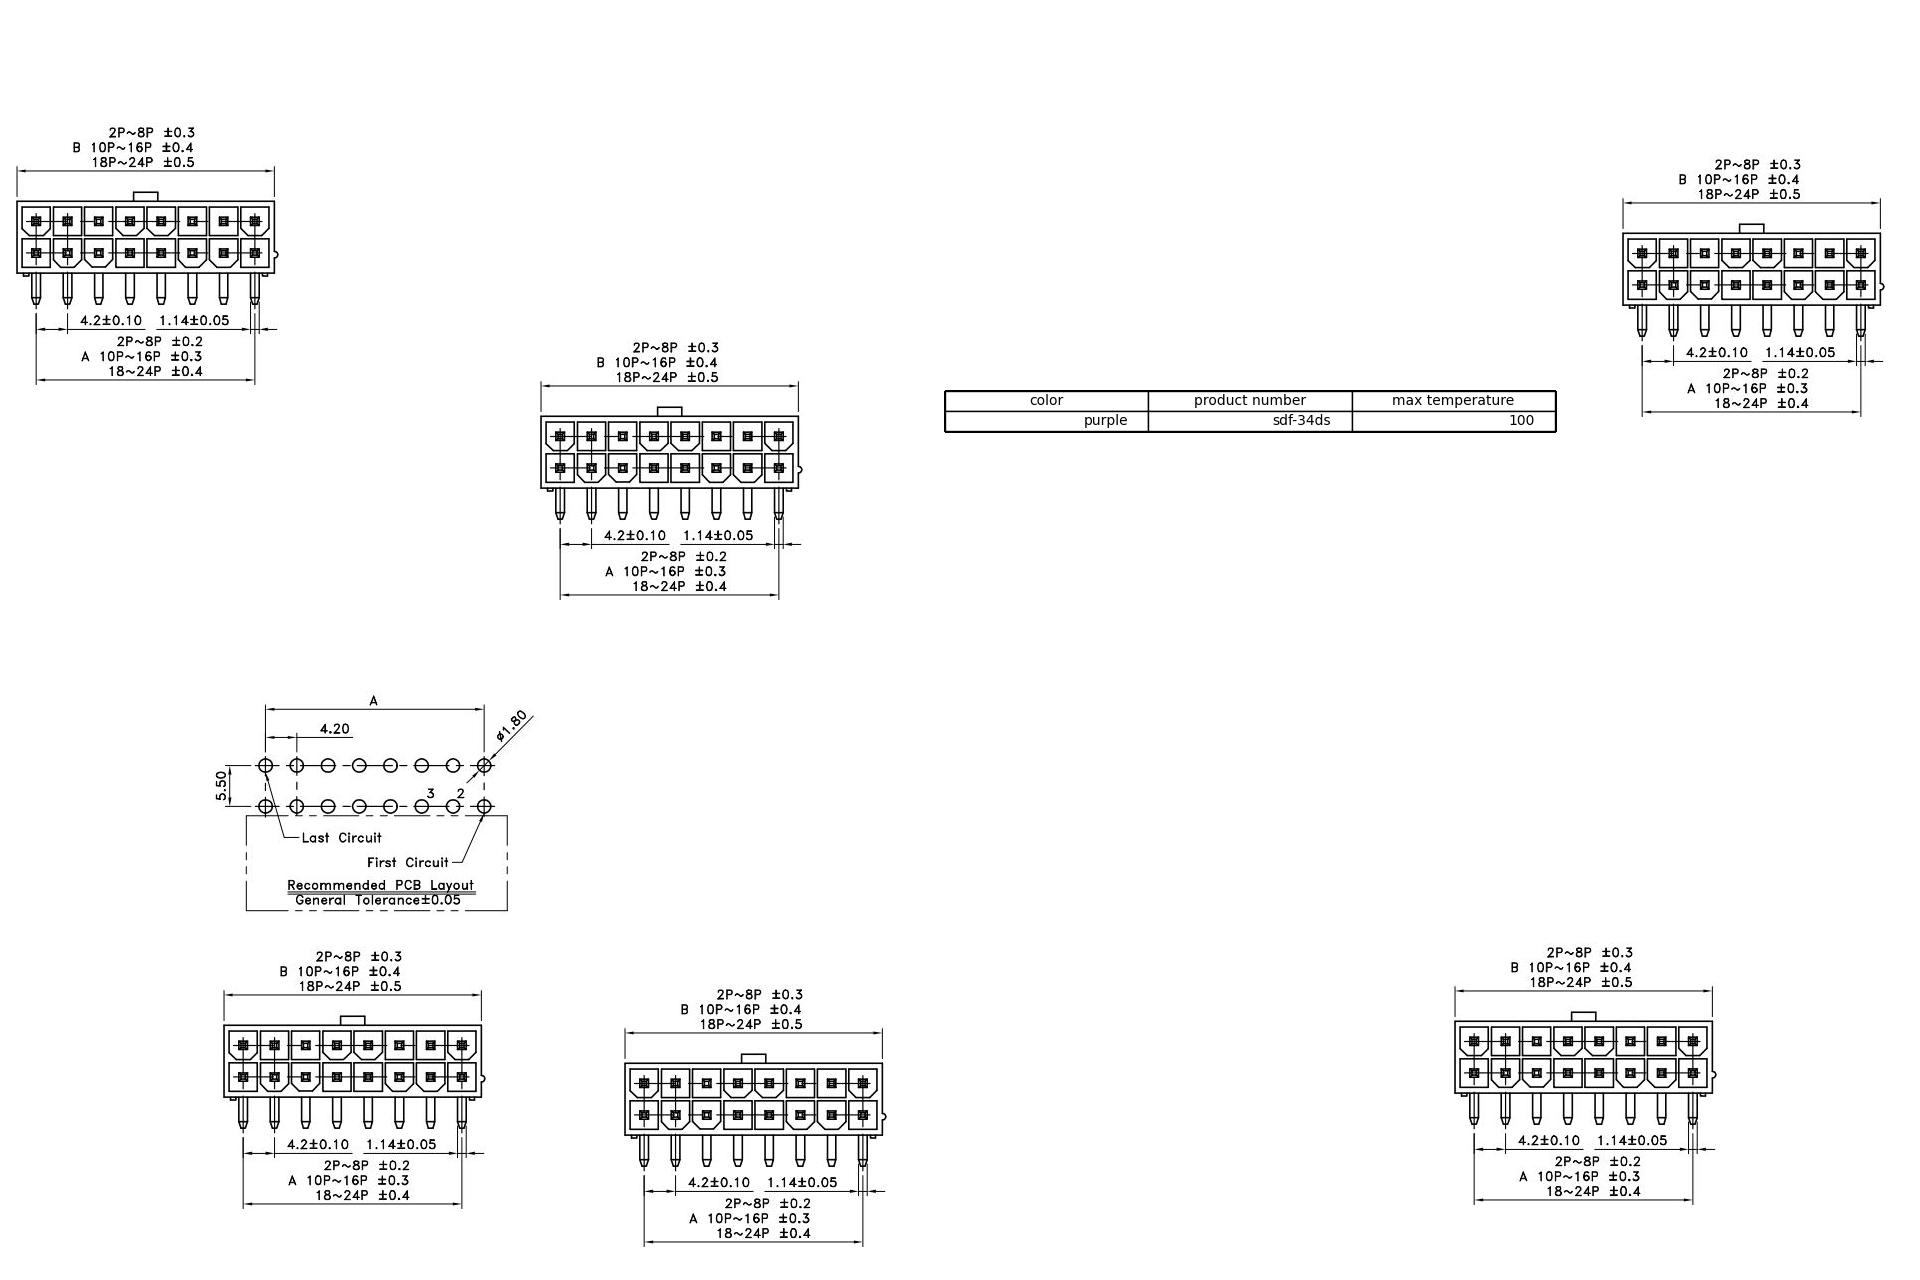 2P~8P ±0.3
B 10P~16P ±0.4
18P~24P ±0.5
4.2±0.10 1.14±0.05
2P~8P ±0.2
A 10P~16P ±0.3
18~24P ±0.4
2P~8P ±0.3
B 10P~16P ±0.4
18P~24P ±0.5
4.2±0.10 1.14±0.05
2P~8P ±0.2
A 10P~16P ±0.3
18~24P ±0.4
2P~8P ±0.3
B 10P~16P ±0.4
18P~24P ±0.5
4.2±0.10 1.14±0.05
2P~8P ±0.2
A 10P~16P ±0.3
18~24P ±0.4
color product number max temperature
purple sdf-34ds 100
A
4.20
ø1.80
5.50
3 2
Last Circuit
First Circuit
Recommended PCB Layout
General Tolerance±0.05
2P~8P ±0.3
B 10P~16P ±0.4
18P~24P ±0.5
4.2±0.10 1.14±0.05
2P~8P ±0.2
A 10P~16P ±0.3
18~24P ±0.4
2P~8P ±0.3
B 10P~16P ±0.4
18P~24P ±0.5
4.2±0.10 1.14±0.05
2P~8P ±0.2
A 10P~16P ±0.3
18~24P ±0.4
2P~8P ±0.3
B 10P~16P ±0.4
18P~24P ±0.5
4.2±0.10 1.14±0.05
2P~8P ±0.2
A 10P~16P ±0.3
18~24P ±0.4